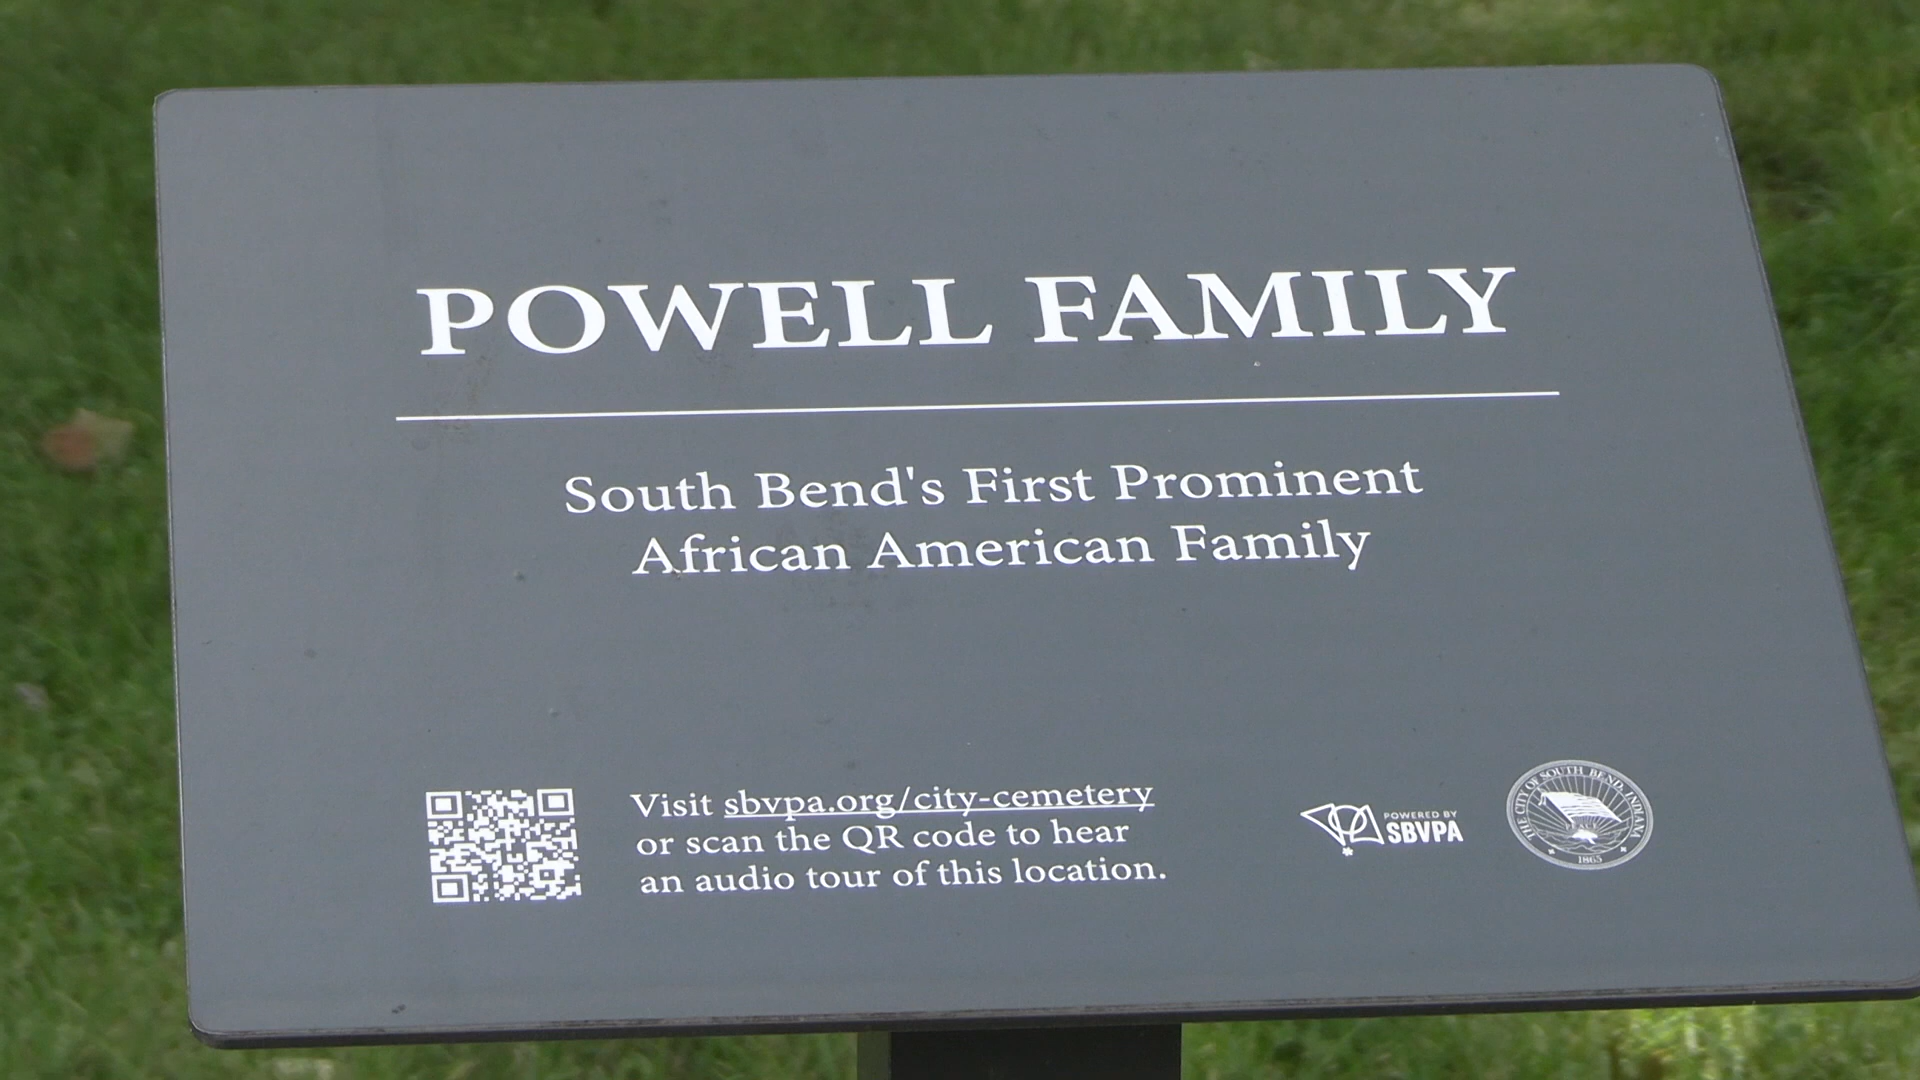 POWELL FAMILY
South Bend's First Prominent
African American Family
Visit sbvpa.org/city-cemetery
or scan the QR code to hear
an audio tour of this location.
POWERED BY
SBVPA
THE CITY OF SOUTH BEND, INDIANA
PEACE
1865